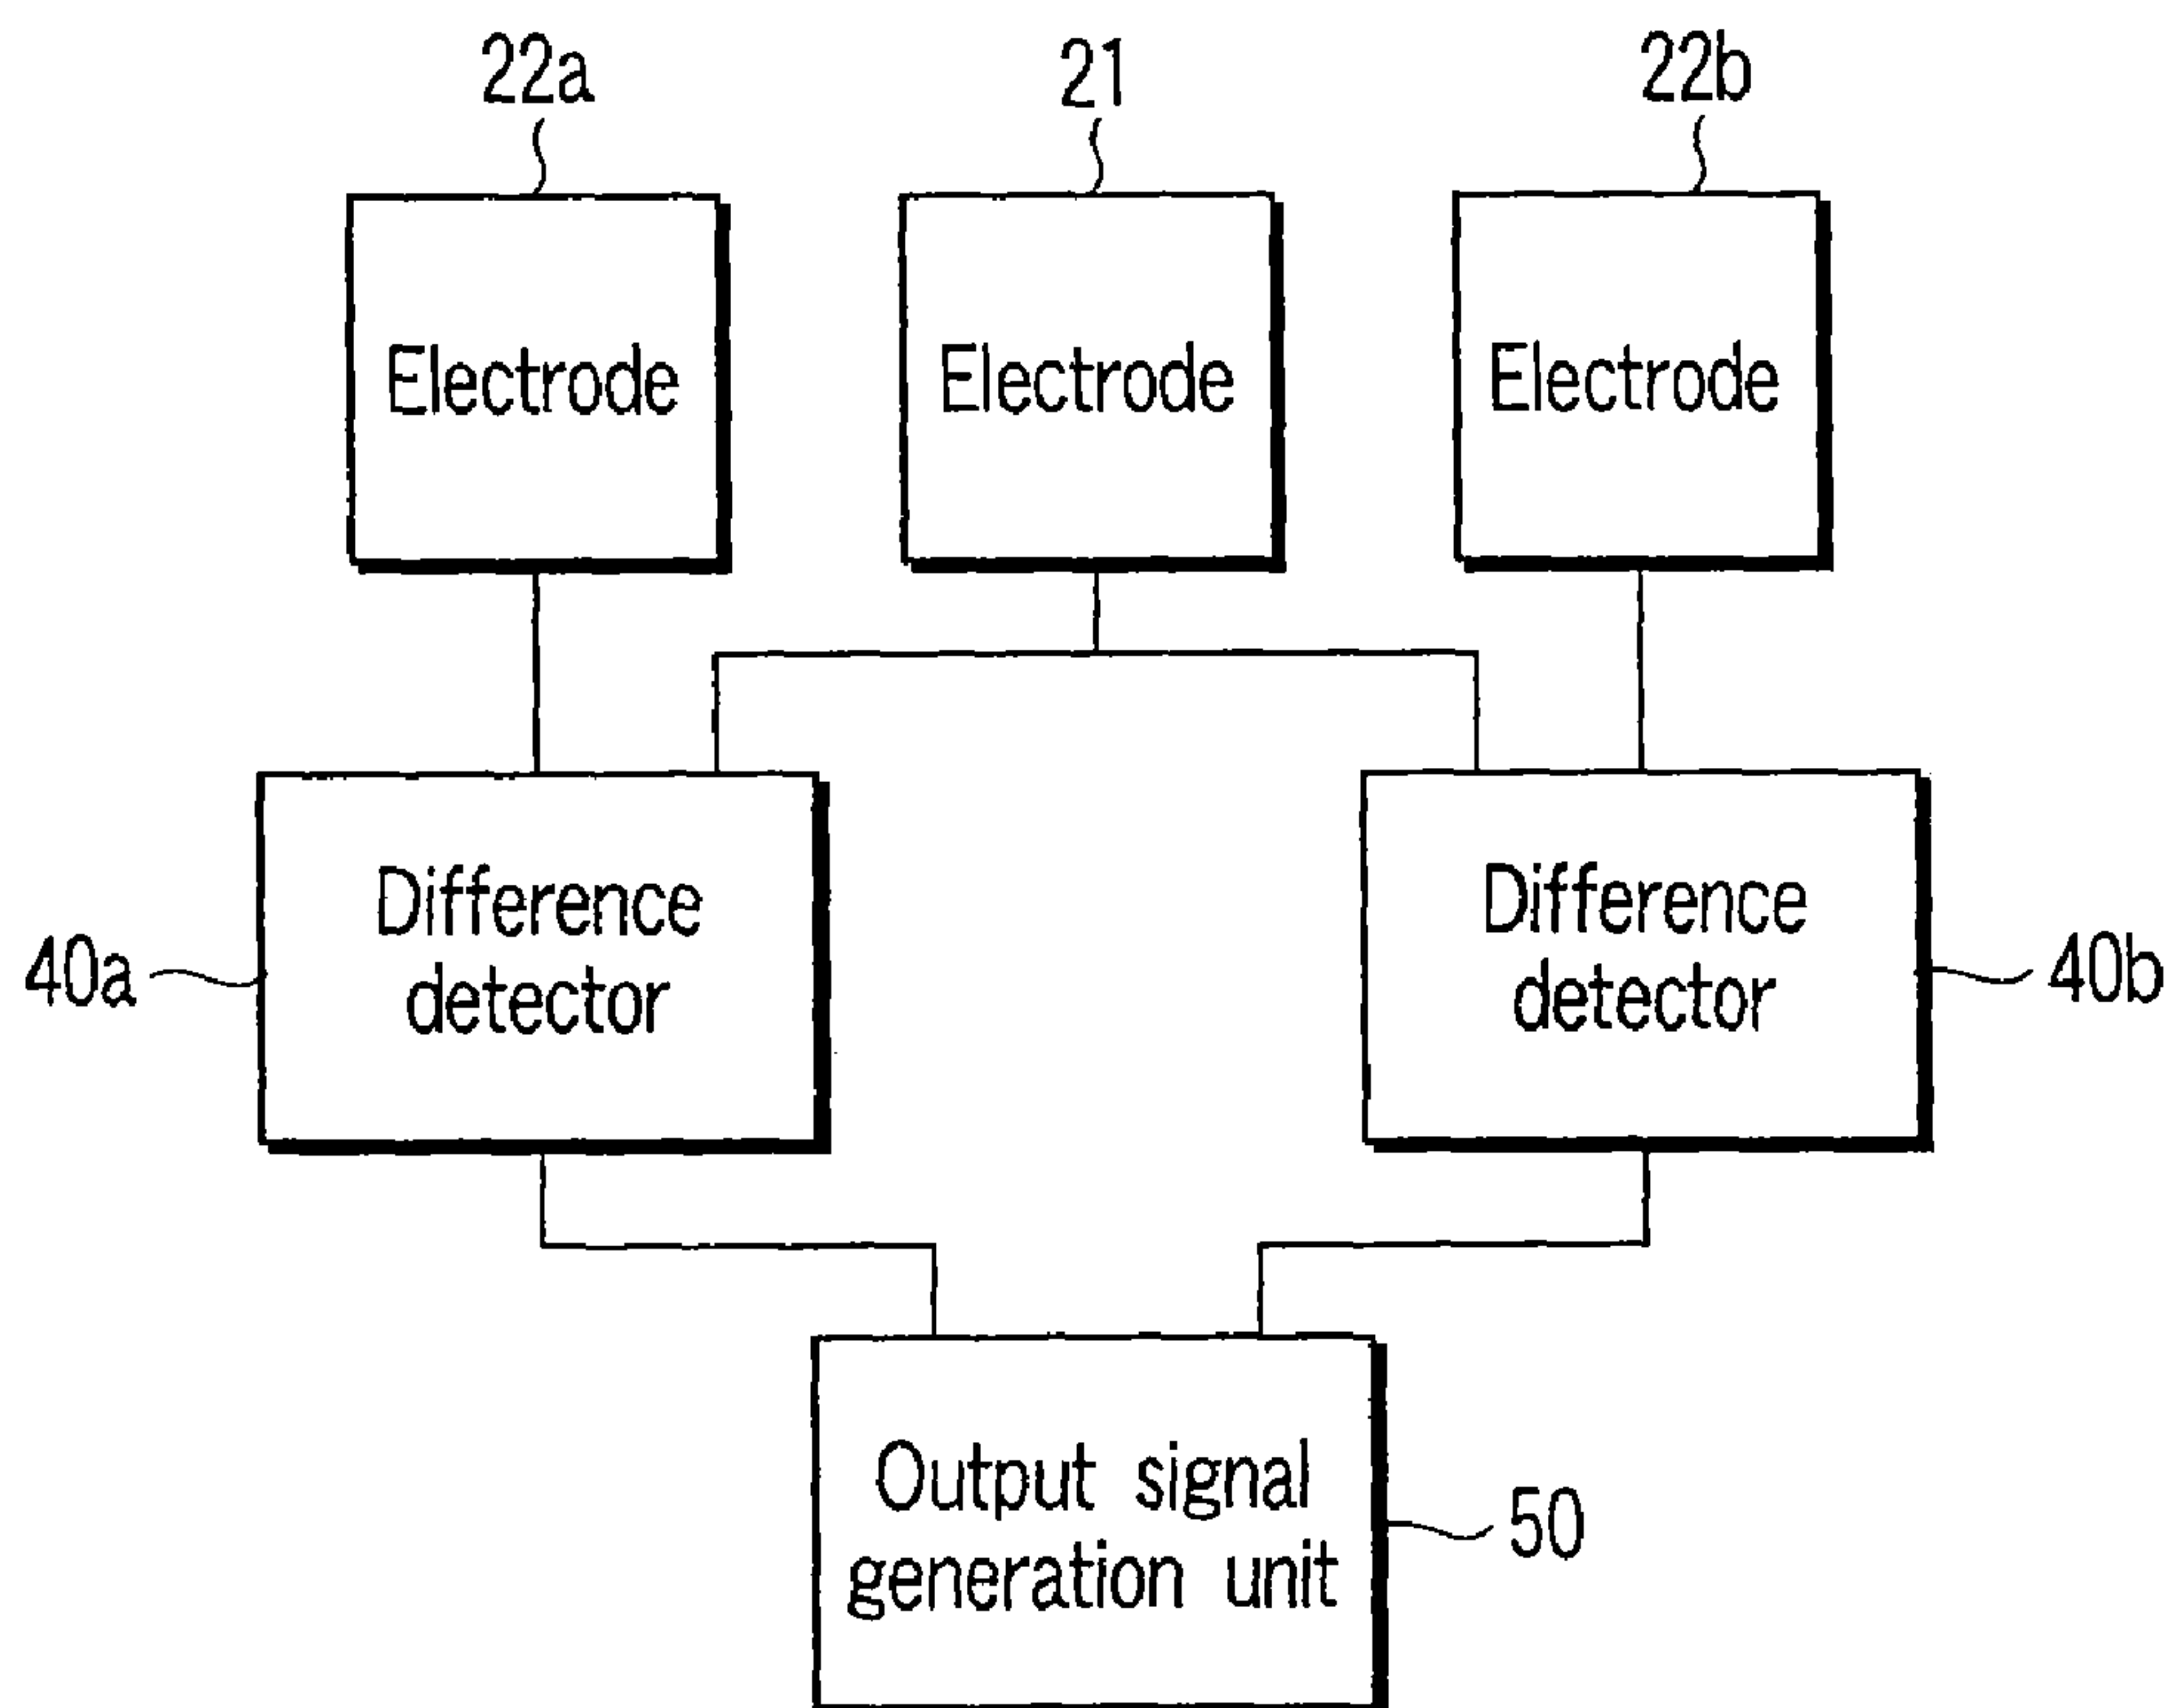 22a
21
22b
Electrode
Electrode
Electrode
Difference
detector
Difference
detector
40a
40b
Output signal
generation unit
50